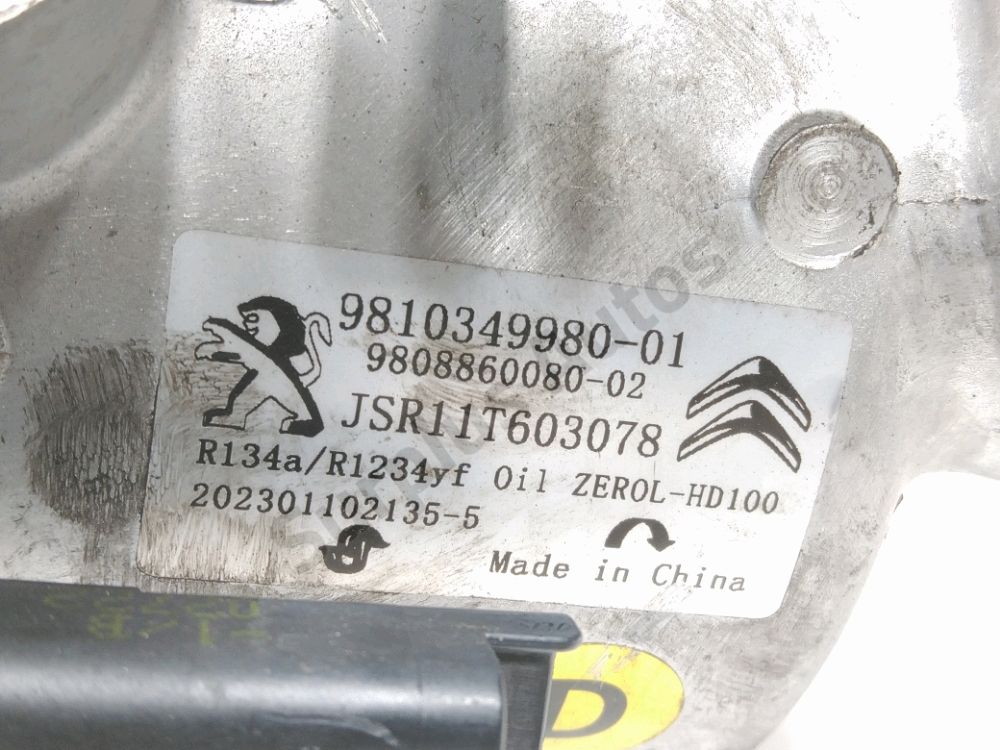 9810349980-01
9808860080-02
JSR11T603078
R134a/R1234yf Oil ZEROL-HD100
202301102135-5
Made in China
D